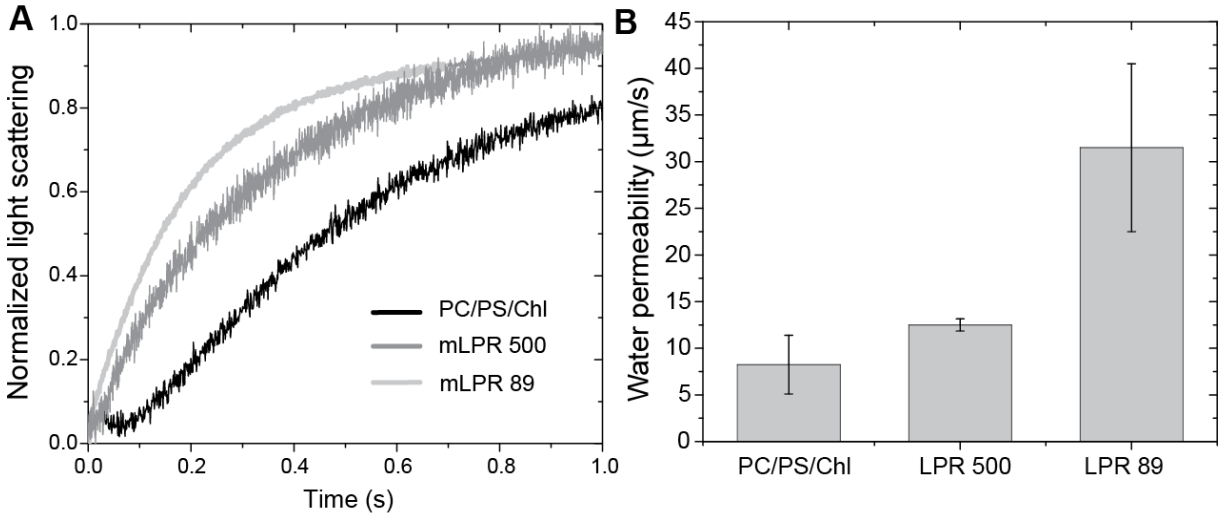 A
Normalized light scattering
1.0
0.8
0.6
0.4
0.2
0.0
PC/PS/Chl
mLPR 500
mLPR 89
0.0 0.2 0.4 0.6 0.8 1.0
Time (s)
B
Water permeability (µm/s)
45
40
35
30
25
20
15
10
5
0
PC/PS/Chl LPR 500 LPR 89